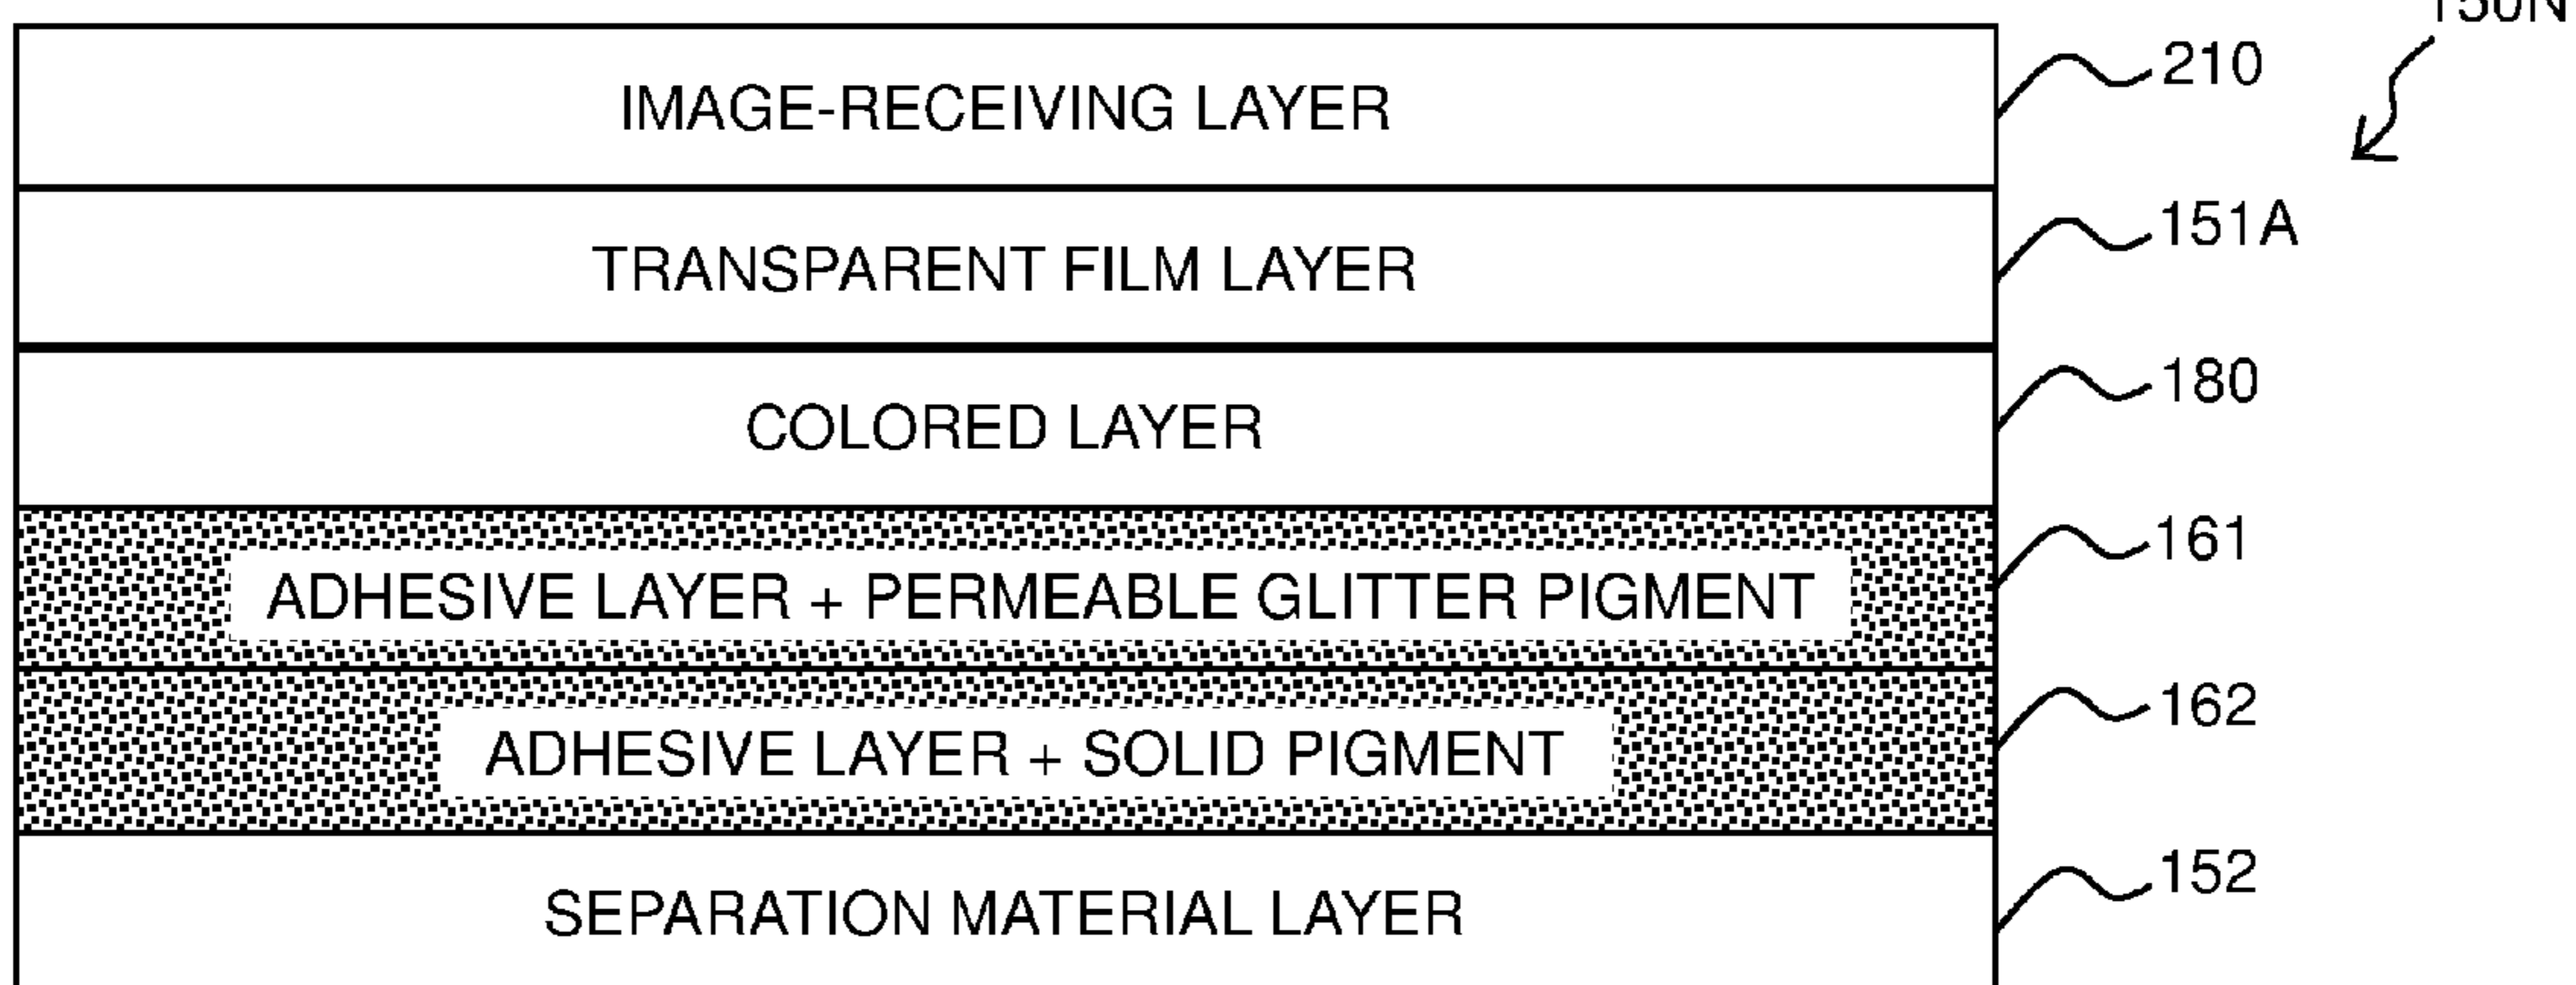 150N
IMAGE-RECEIVING LAYER
210
TRANSPARENT FILM LAYER
151A
COLORED LAYER
180
ADHESIVE LAYER + PERMEABLE GLITTER PIGMENT
161
ADHESIVE LAYER + SOLID PIGMENT
162
SEPARATION MATERIAL LAYER
152